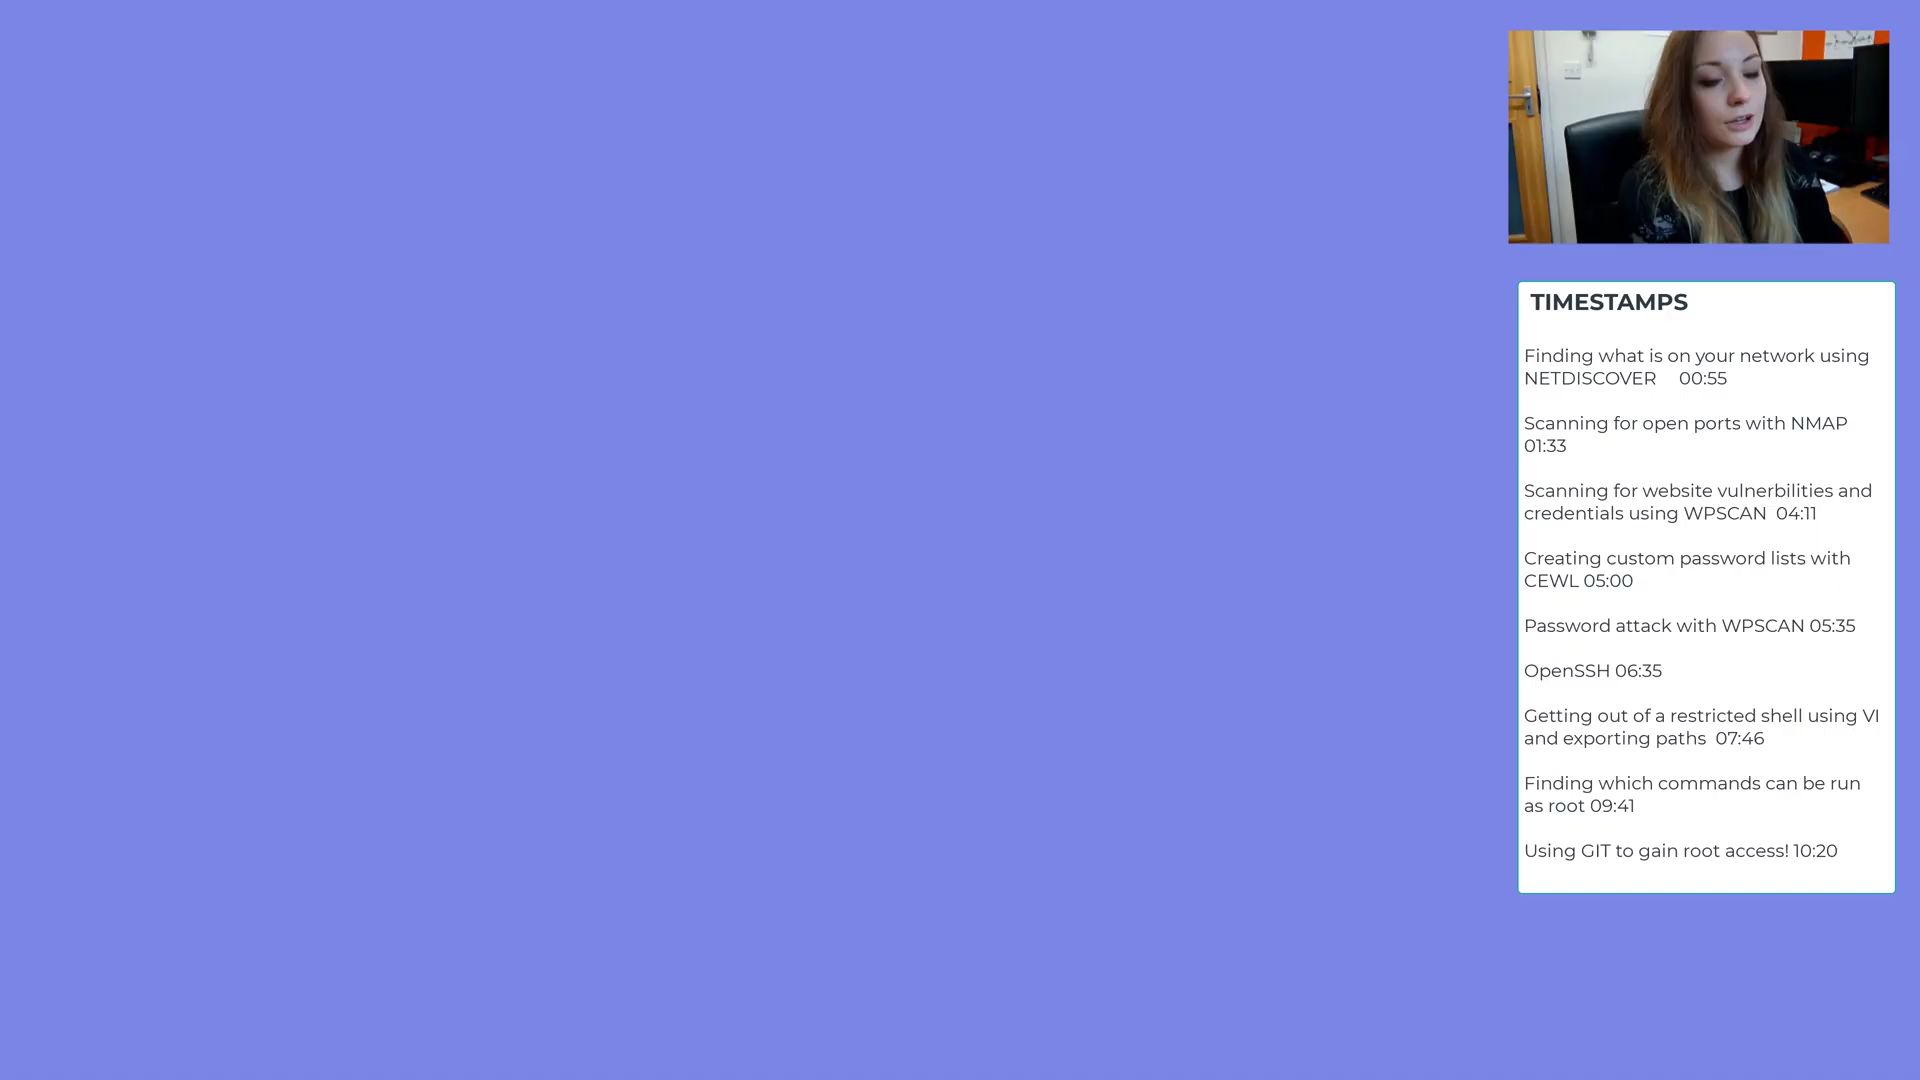 TIMESTAMPS
Finding what is on your network using
NETDISCOVER 00:55
Scanning for open ports with NMAP
01:33
Scanning for website vulnerbilities and
credentials using WPSCAN 04:11
Creating custom password lists with
CEWL 05:00
Password attack with WPSCAN 05:35
OpenSSH 06:35
Getting out of a restricted shell using VI
and exporting paths 07:46
Finding which commands can be run
as root 09:41
Using GIT to gain root access! 10:20